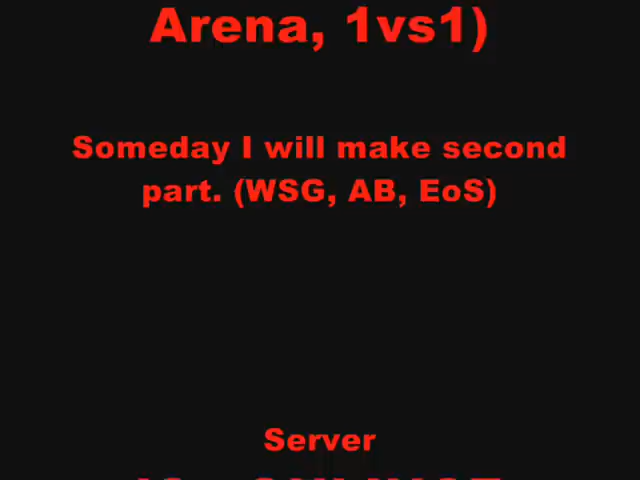 Arena, 1vs1)
Someday I will make second
part. (WSG, AB, EoS)
Server